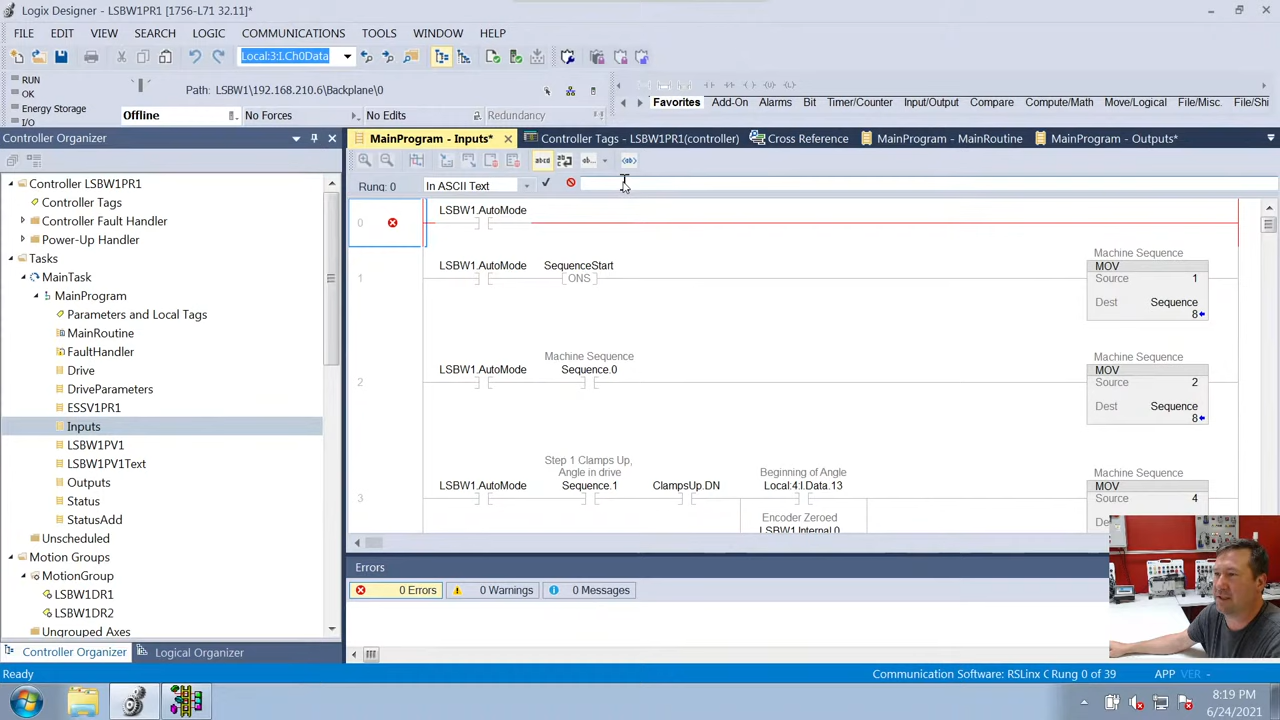 Logix Designer - LSBW1PR1 [1756-L71 32.11]*
FILE EDIT VIEW SEARCH LOGIC COMMUNICATIONS TOOLS WINDOW HELP
Local:3:I.Ch0Data
RUN
OK
Energy Storage
I/O
Path: LSBW1\192.168.210.6\Backplane\0
Offline
No Forces
No Edits
Redundancy
Favorites Add-On Alarms Bit Timer/Counter Input/Output Compare Compute/Math Move/Logical File/Misc. File/Shi
Controller Organizer
Controller LSBW1PR1
Controller Tags
Controller Fault Handler
Power-Up Handler
Tasks
MainTask
MainProgram
Parameters and Local Tags
MainRoutine
FaultHandler
Drive
DriveParameters
ESSV1PR1
Inputs
LSBW1PV1
LSBW1PV1Text
Outputs
Status
StatusAdd
Unscheduled
Motion Groups
MotionGroup
LSBW1DR1
LSBW1DR2
Ungrouped Axes
Controller Organizer Logical Organizer
MainProgram - Inputs* Controller Tags - LSBW1PR1(controller) Cross Reference MainProgram - MainRoutine MainProgram - Outputs*
Rung: 0 In ASCII Text
0
LSBW1.AutoMode
1
LSBW1.AutoMode
SequenceStart
ONS
Machine Sequence
MOV
Source 1
Dest Sequence
8
2
LSBW1.AutoMode
Machine Sequence
Sequence.0
Machine Sequence
MOV
Source 2
Dest Sequence
8
3
LSBW1.AutoMode
Step 1 Clamps Up,
Angle in drive
Sequence.1
ClampsUp.DN
Beginning of Angle
Local:4:I.Data.13
Encoder Zeroed
LSBW1.Internal.0
Machine Sequence
MOV
Source 4
Errors
0 Errors 0 Warnings 0 Messages
Ready
Communication Software: RSLinx C Rung 0 of 39 APP VER -
8:19 PM
6/24/2021